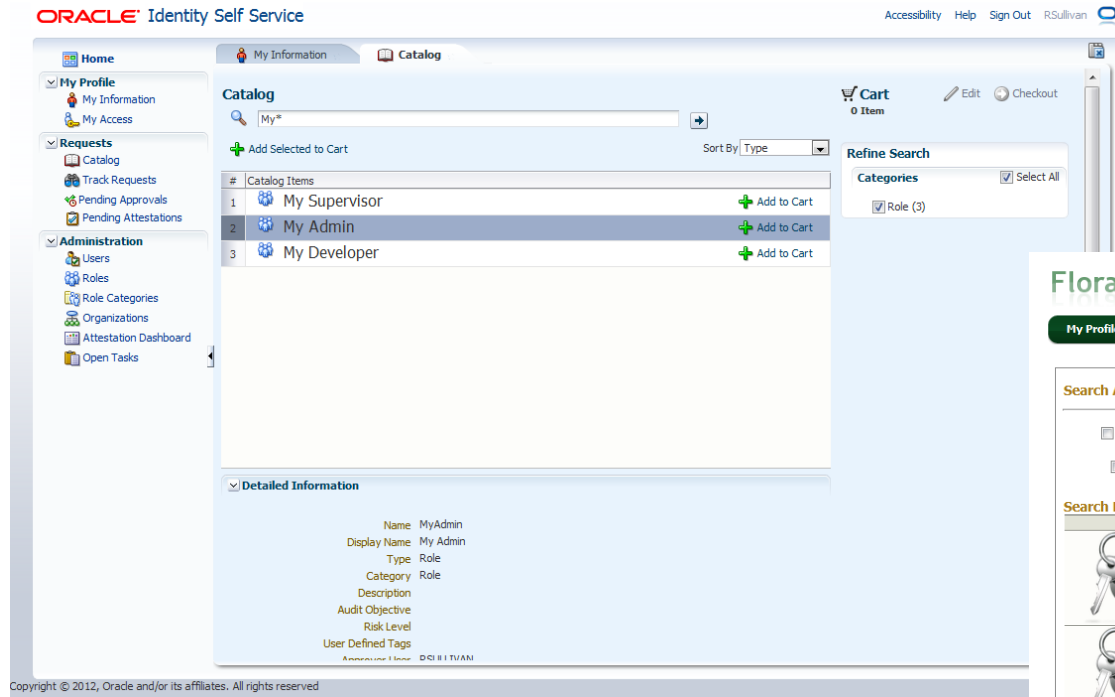 ORACLE Identity Self Service
Accessibility Help Sign Out RSullivan
Home
My Profile
My Information
My Access
Requests
Catalog
Track Requests
Pending Approvals
Pending Attestations
Administration
Users
Roles
Role Categories
Organizations
Attestation Dashboard
Open Tasks
My Information
Catalog
Catalog
My*
Add Selected to Cart
Sort By Type
# Catalog Items
1 My Supervisor Add to Cart
2 My Admin Add to Cart
3 My Developer Add to Cart
Detailed Information
Name MyAdmin
Display Name My Admin
Type Role
Category Role
Description
Audit Objective
Risk Level
User Defined Tags
Approver User RSULLIVAN
Cart Edit Checkout
0 Item
Refine Search
Categories Select All
Role (3)
Flora
My Profil
Search
Search
Copyright © 2012, Oracle and/or its affiliates. All rights reserved